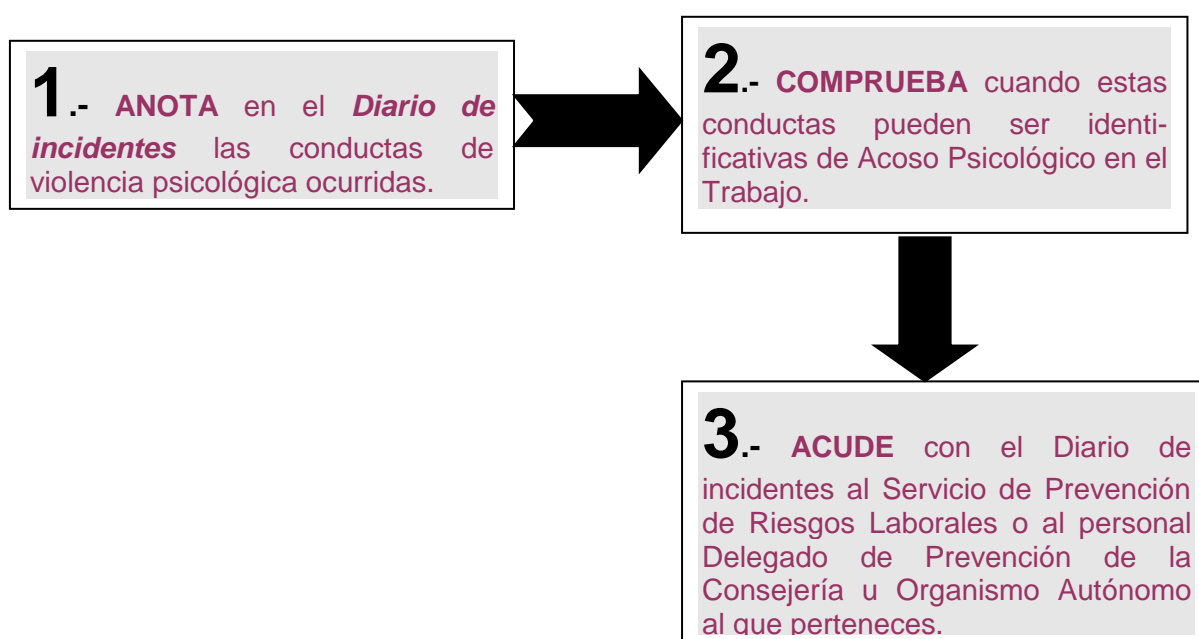 1.- ANOTA en el Diario de
incidentes las conductas de
violencia psicológica ocurridas.
2.- COMPRUEBA cuando estas
conductas pueden ser identi-
ficativas de Acoso Psicológico en el
Trabajo.
3.- ACUDE con el Diario de
incidentes al Servicio de Prevención
de Riesgos Laborales o al personal
Delegado de Prevención de la
Consejería u Organismo Autónomo
al que perteneces.